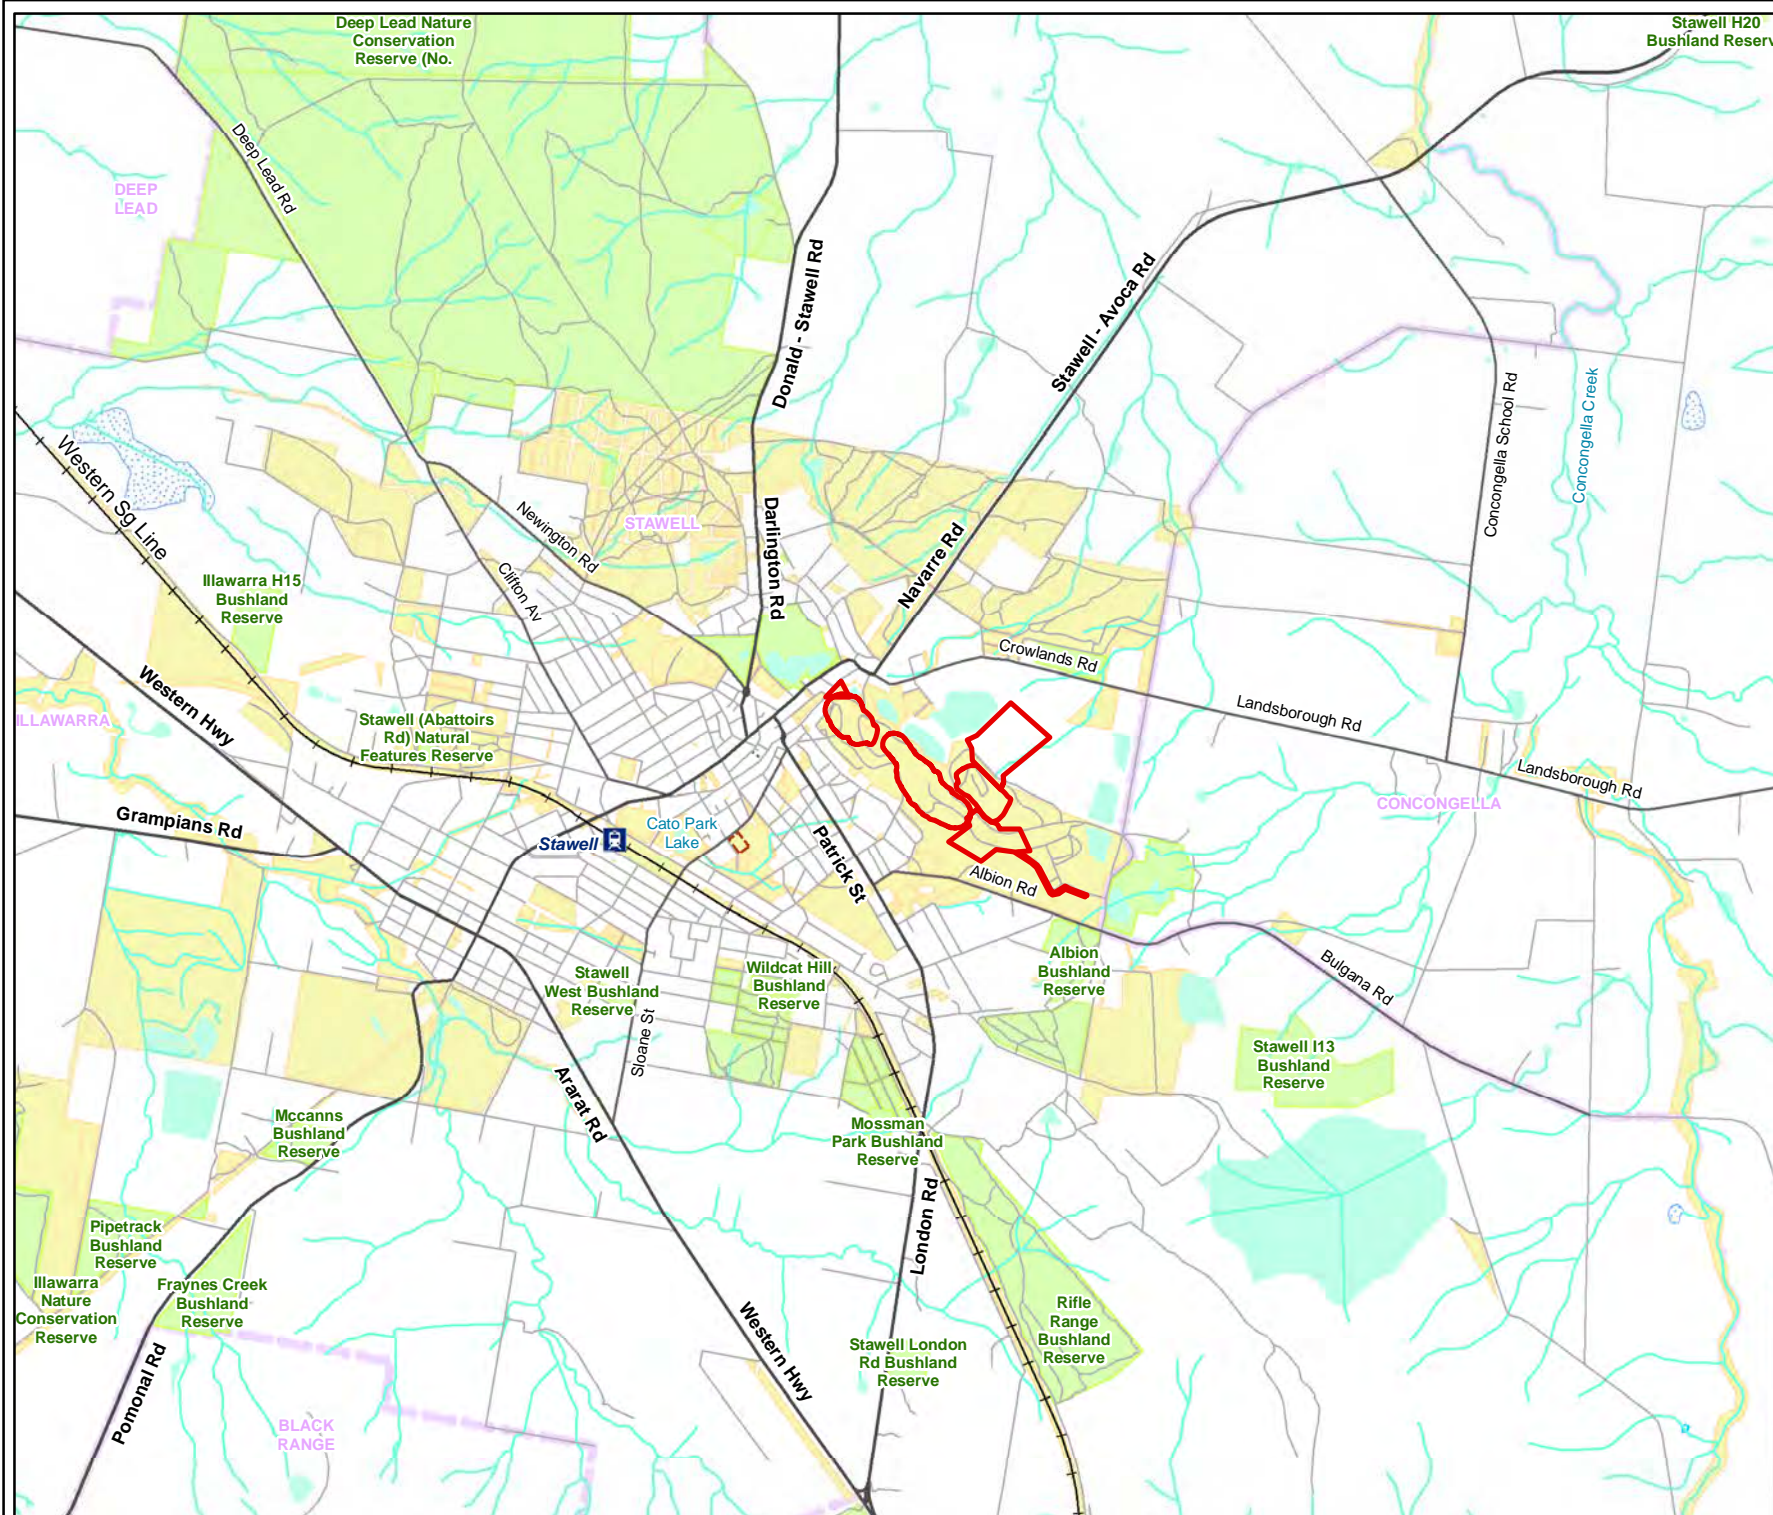 Deep Lead Nature
Conservation
Reserve (No.
Stawell H20
Bushland Reserv
DEEP
LEAD
Deep Lead Rd
Donald - Stawell Rd
Stawell - Avoca Rd
Concongella School Rd
Concongella Creek
Western Sg Line
Newington Rd
STAWELL
Darlington Rd
Navarre Rd
Clifton Av
Illawarra H15
Bushland
Reserve
Crowlands Rd
Western Hwy
ILLAWARRA
Stawell (Abattoirs
Rd) Natural
Features Reserve
Landsborough Rd
Landsborough Rd
CONCONGELLA
Grampians Rd
Stawell
Cato Park
Lake
Patrick St
Albion Rd
Stawell
West Bushland
Reserve
Wildcat Hill
Bushland
Reserve
Albion
Bushland
Reserve
Bulgana Rd
Sloane St
Stawell I13
Bushland
Reserve
Ararat Rd
Mccanns
Bushland
Reserve
Mossman
Park Bushland
Reserve
London Rd
Pipetrack
Bushland
Reserve
Illawarra
Nature
Conservation
Reserve
Fraynes Creek
Bushland
Reserve
Rifle
Range
Bushland
Reserve
Western Hwy
Stawell London
Rd Bushland
Reserve
Pomonal Rd
BLACK
RANGE